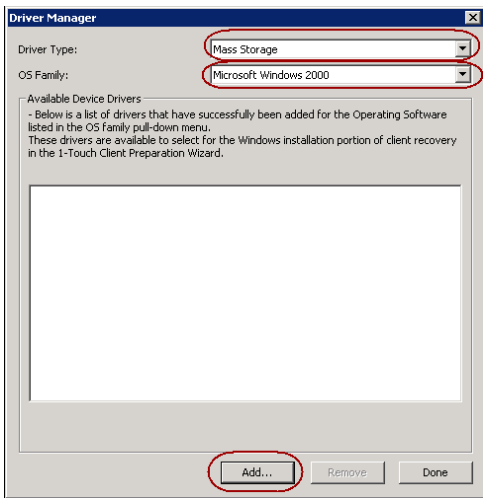 Driver Manager
Driver Type:
Mass Storage
OS Family:
Microsoft Windows 2000
Available Device Drivers
- Below is a list of drivers that have successfully been added for the Operating Software
listed in the OS family pull-down menu.
These drivers are available to select for the Windows installation portion of client recovery
in the 1-Touch Client Preparation Wizard.
Add...
Remove
Done